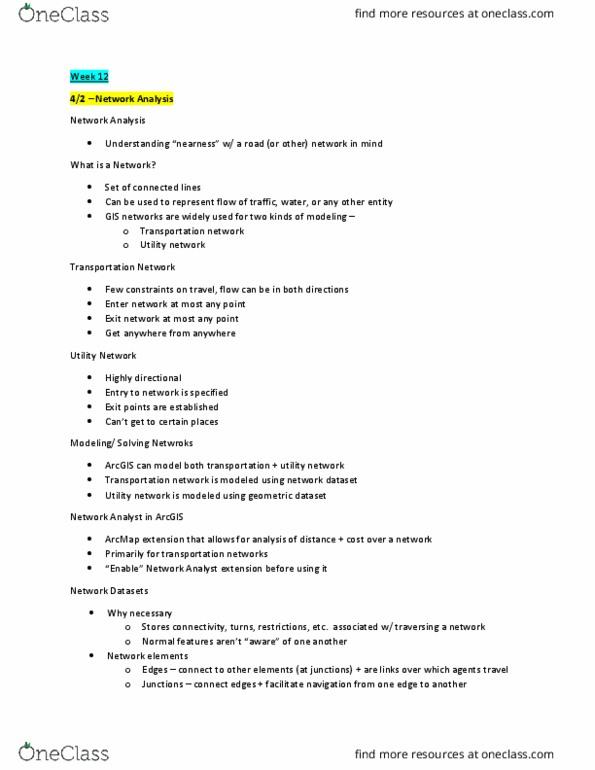 OneClass find more resources at oneclass.com
Week 12
4/2 – Network Analysis
Network Analysis
• Understanding “nearness” w/ a road (or other) network in mind
What is a Network?
• Set of connected lines
• Can be used to represent flow of traffic, water, or any other entity
• GIS networks are widely used for two kinds of modeling –
o Transportation network
o Utility network
Transportation Network
• Few constraints on travel, flow can be in both directions
• Enter network at most any point
• Exit network at most any point
• Get anywhere from anywhere
Utility Network
• Highly directional
• Entry to network is specified
• Exit points are established
• Can’t get to certain places
Modeling/ Solving Netwroks
• ArcGIS can model both transportation + utility network
• Transportation network is modeled using network dataset
• Utility network is modeled using geometric dataset
Network Analyst in ArcGIS
• ArcMap extension that allows for analysis of distance + cost over a network
• Primarily for transportation networks
• “Enable” Network Analyst extension before using it
Network Datasets
• Why necessary
o Stores connectivity, turns, restrictions, etc. associated w/ traversing a network
o Normal features aren’t “aware” of one another
• Network elements
o Edges – connect to other elements (at junctions) + are links over which agents travel
o Junctions – connect edges + facilitate navigation from one edge to another
OneClass find more resources at oneclass.com